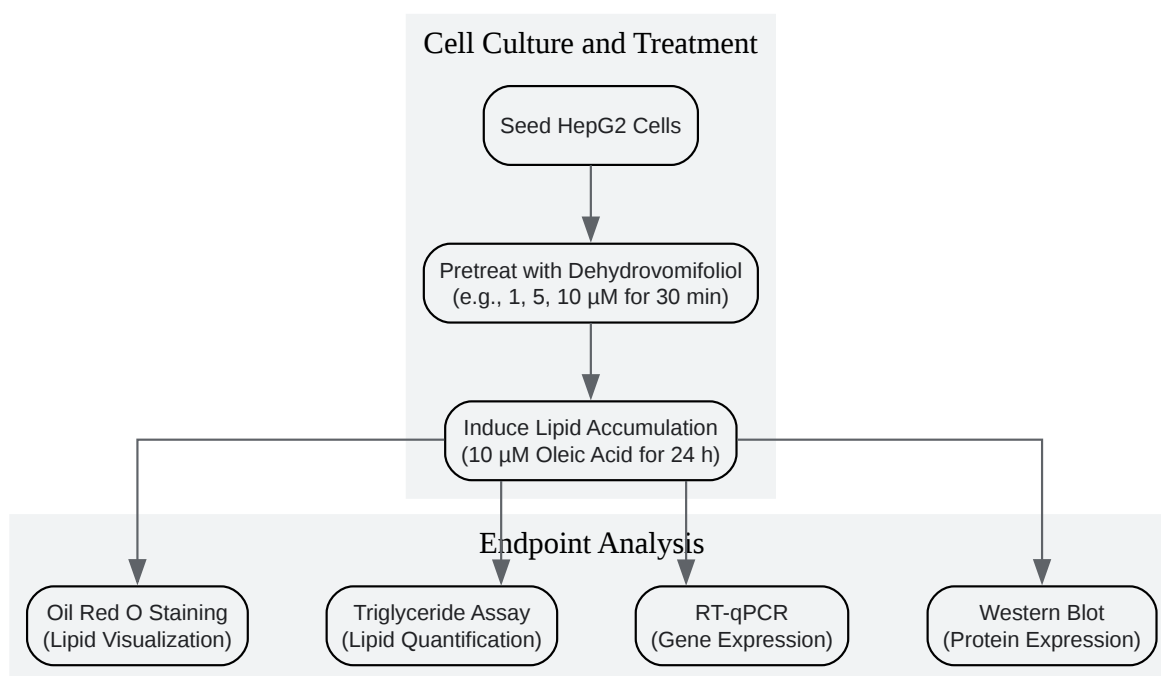 Cell Culture and Treatment
Seed HepG2 Cells
Pretreat with Dehydrovomifoliol
(e.g., 1, 5, 10 µM for 30 min)
Induce Lipid Accumulation
(10 µM Oleic Acid for 24 h)
Endpoint Analysis
Oil Red O Staining
(Lipid Visualization)
Triglyceride Assay
(Lipid Quantification)
RT-qPCR
(Gene Expression)
Western Blot
(Protein Expression)